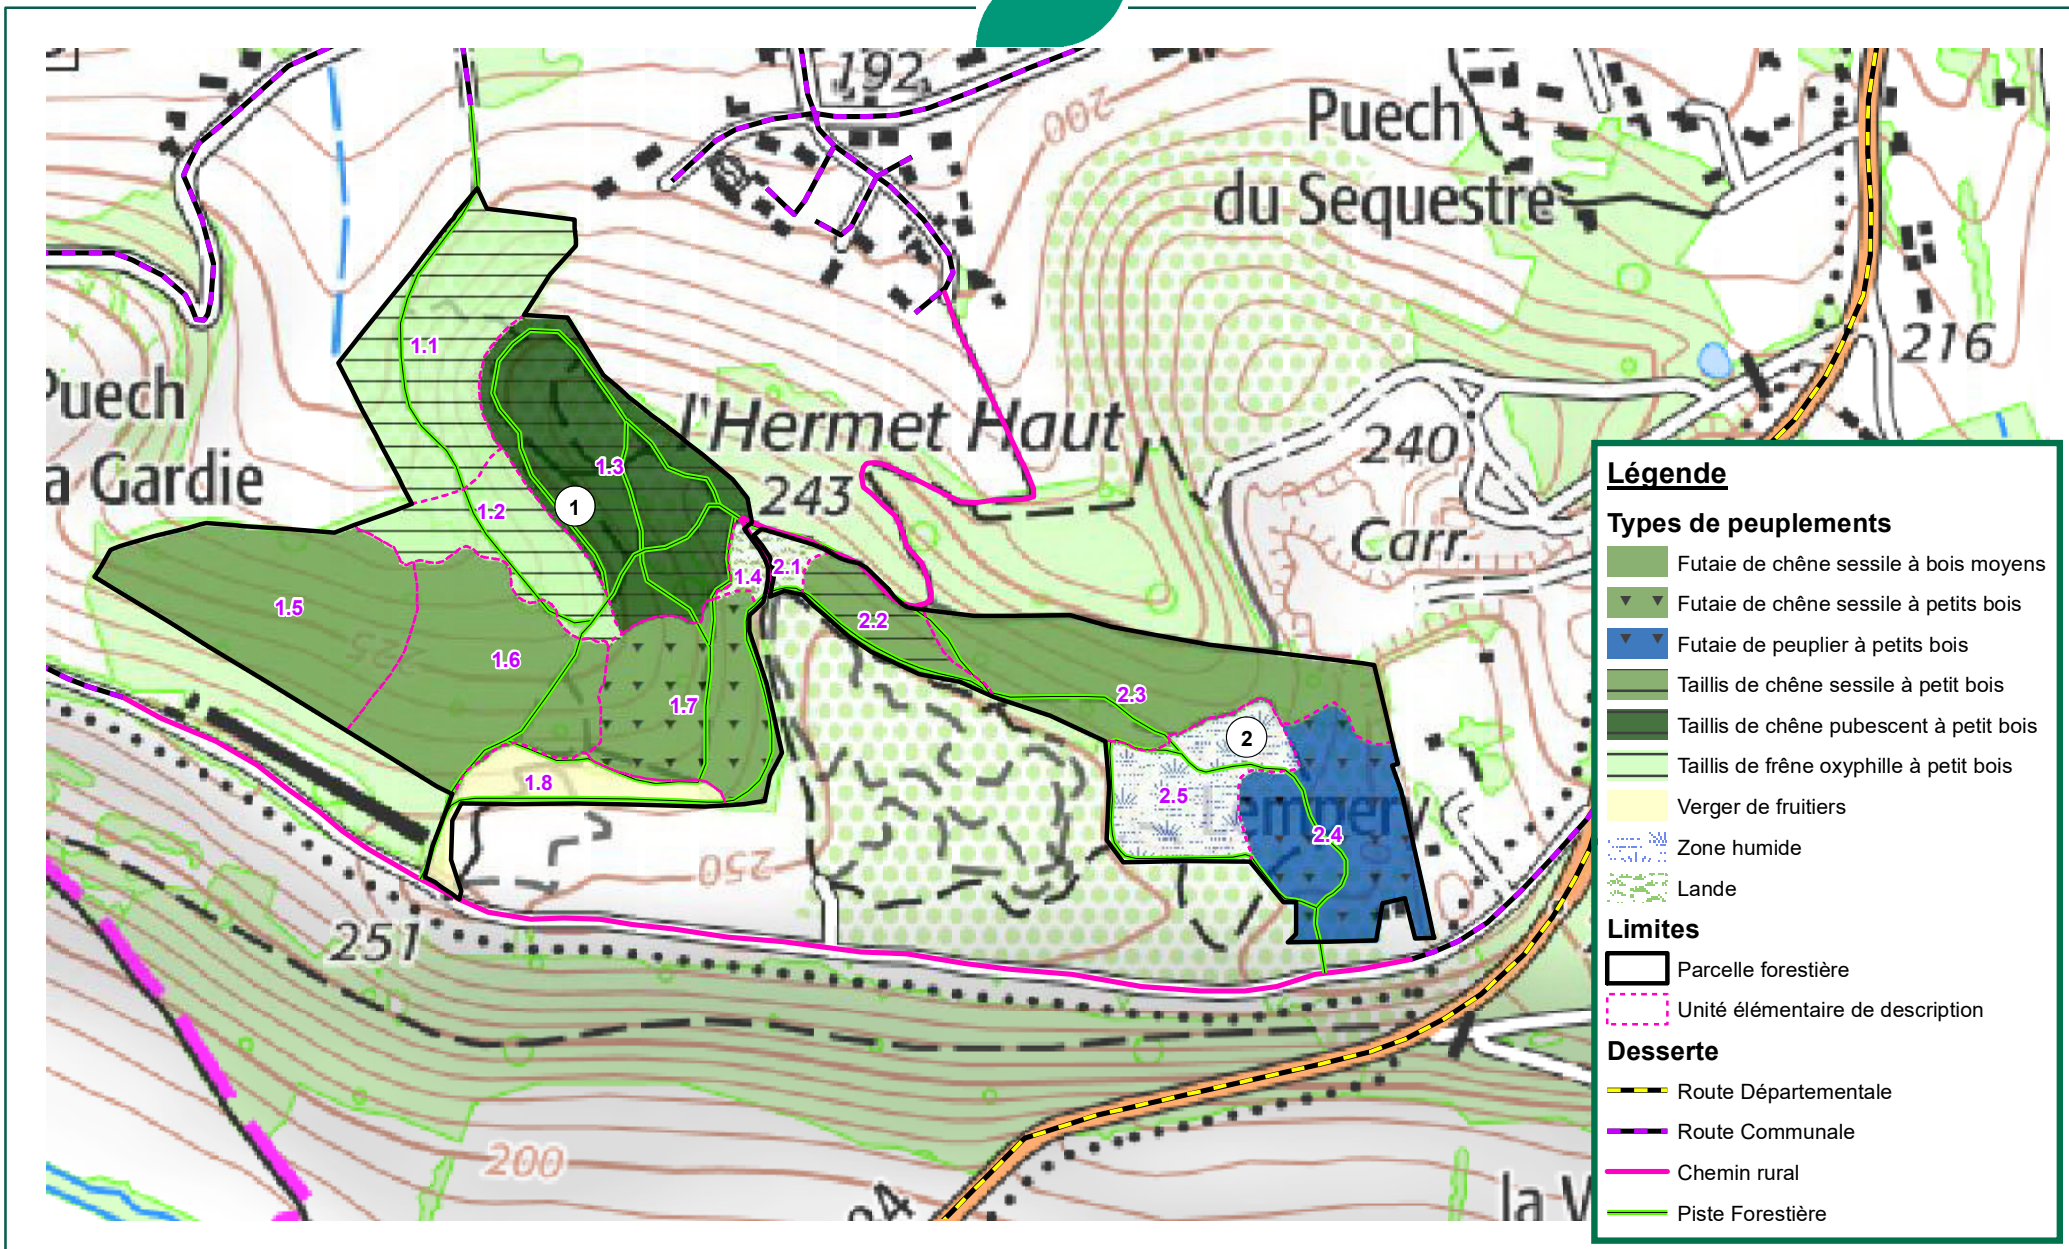 192
200
Puech
du Sequestre
216
1.1
Puech
l'Hermet Haut
240
1.3
a Gardie
243
1.2
1
Carr.
1.4
2.1
1.5
2.2
225
1.6
2.3
1.7
2
1.8
2.5
Lempery
2.4
250
251
200
la V
Légende
Types de peuplements
Futaie de chêne sessile à bois moyens
Futaie de chêne sessile à petits bois
Futaie de peuplier à petits bois
Taillis de chêne sessile à petit bois
Taillis de chêne pubescent à petit bois
Taillis de frêne oxyphille à petit bois
Verger de fruitiers
Zone humide
Lande
Limites
Parcelle forestière
Unité élémentaire de description
Desserte
Route Départementale
Route Communale
Chemin rural
Piste Forestière